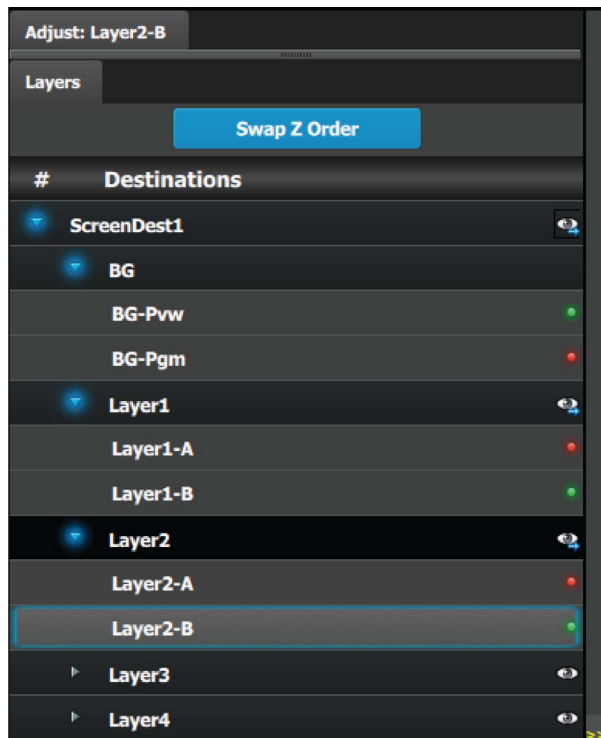 Adjust: Layer2-B
Layers
Swap Z Order
# Destinations
ScreenDest1
BG
BG-Pvw
BG-Pgm
Layer1
Layer1-A
Layer1-B
Layer2
Layer2-A
Layer2-B
Layer3
Layer4
>>